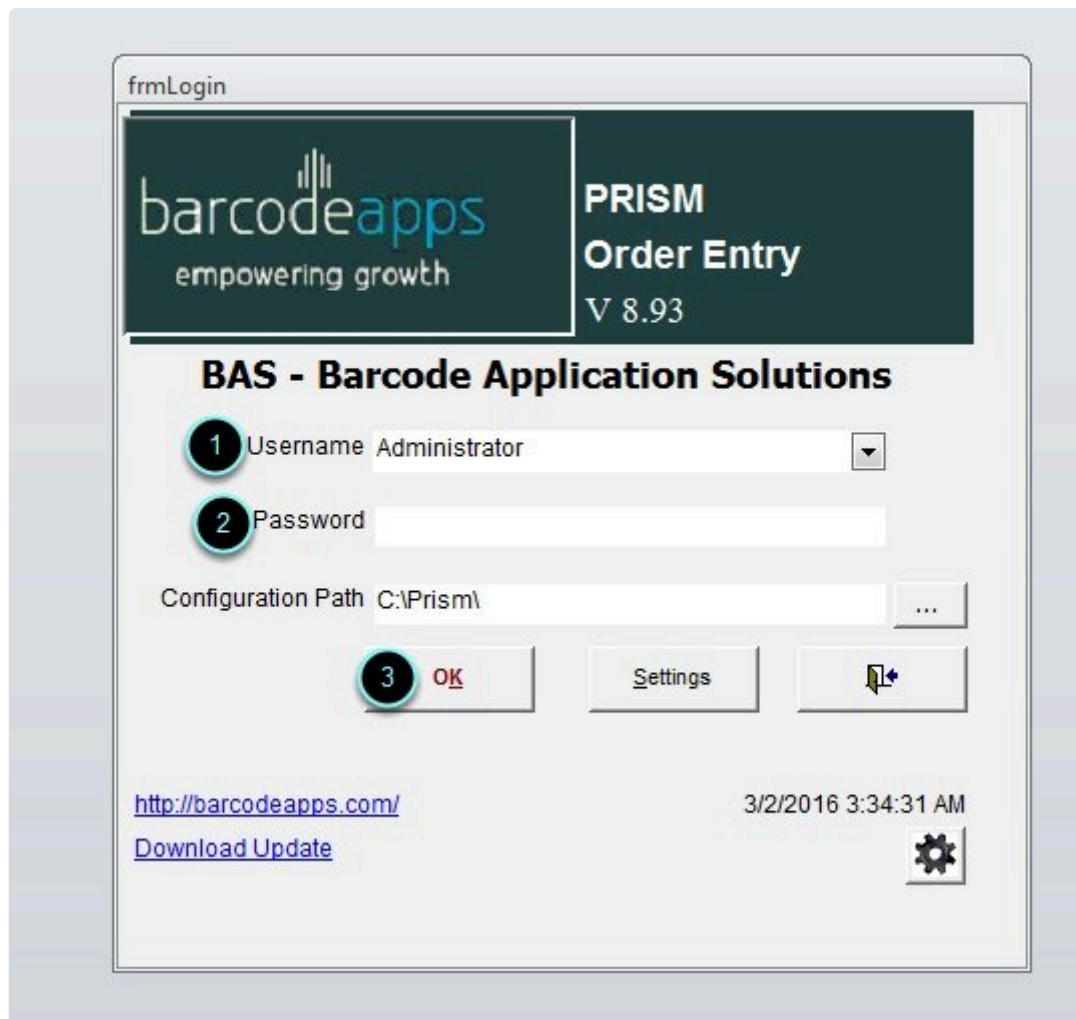 frmLogin
barcodeapps
empowering growth
PRISM
Order Entry
V 8.93
BAS - Barcode Application Solutions
1 Username Administrator
2 Password
Configuration Path C:\Prism\ ...
3 OK Settings
http://barcodeapps.com/ 3/2/2016 3:34:31 AM
Download Update